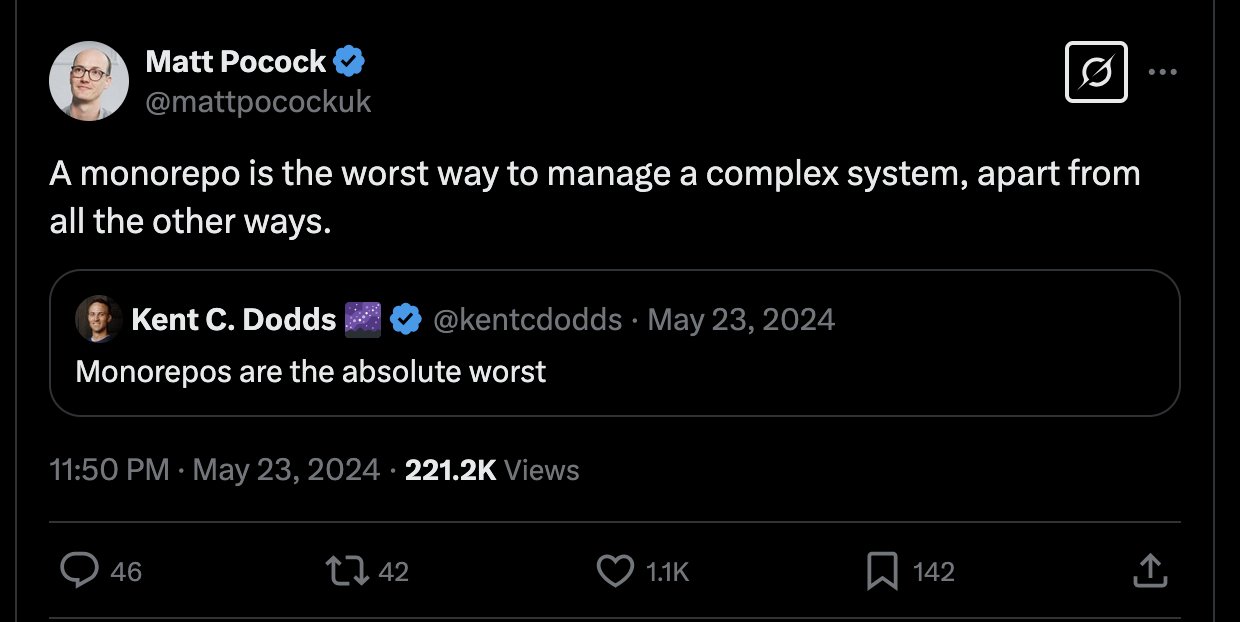 Matt Pocock
@mattpocockuk
A monorepo is the worst way to manage a complex system, apart from
all the other ways.
Kent C. Dodds @kentcdodds · May 23, 2024
Monorepos are the absolute worst
11:50 PM · May 23, 2024 · 221.2K Views
46 42 1.1K 142